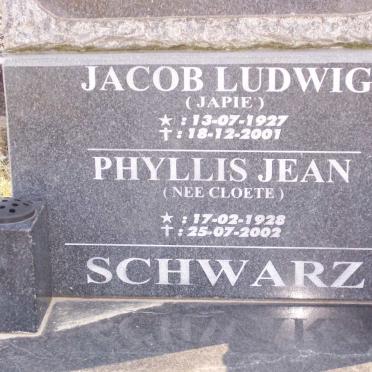 JACOB LUDWIG
( JAPIE )
★ : 13-07-1927
✝ : 18-12-2001
PHYLLIS JEAN
( NEE CLOETE )
★ : 17-02-1928
✝ : 25-07-2002
SCHWARZ